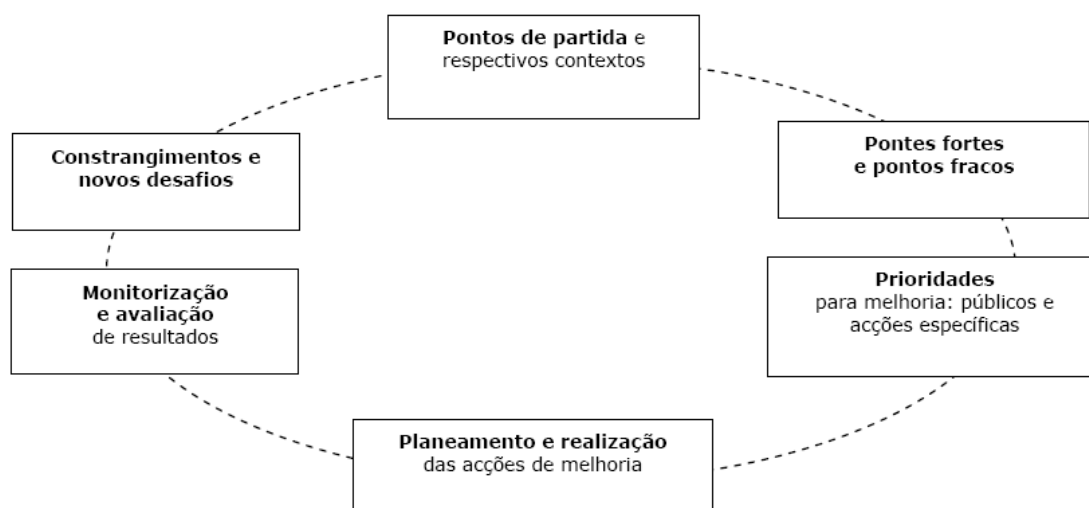 Pontos de partida e
respectivos contextos
Pontes fortes
e pontos fracos
Prioridades
para melhoria: públicos e
acções específicas
Planeamento e realização
das acções de melhoria
Monitorização
e avaliação
de resultados
Constrangimentos e
novos desafios